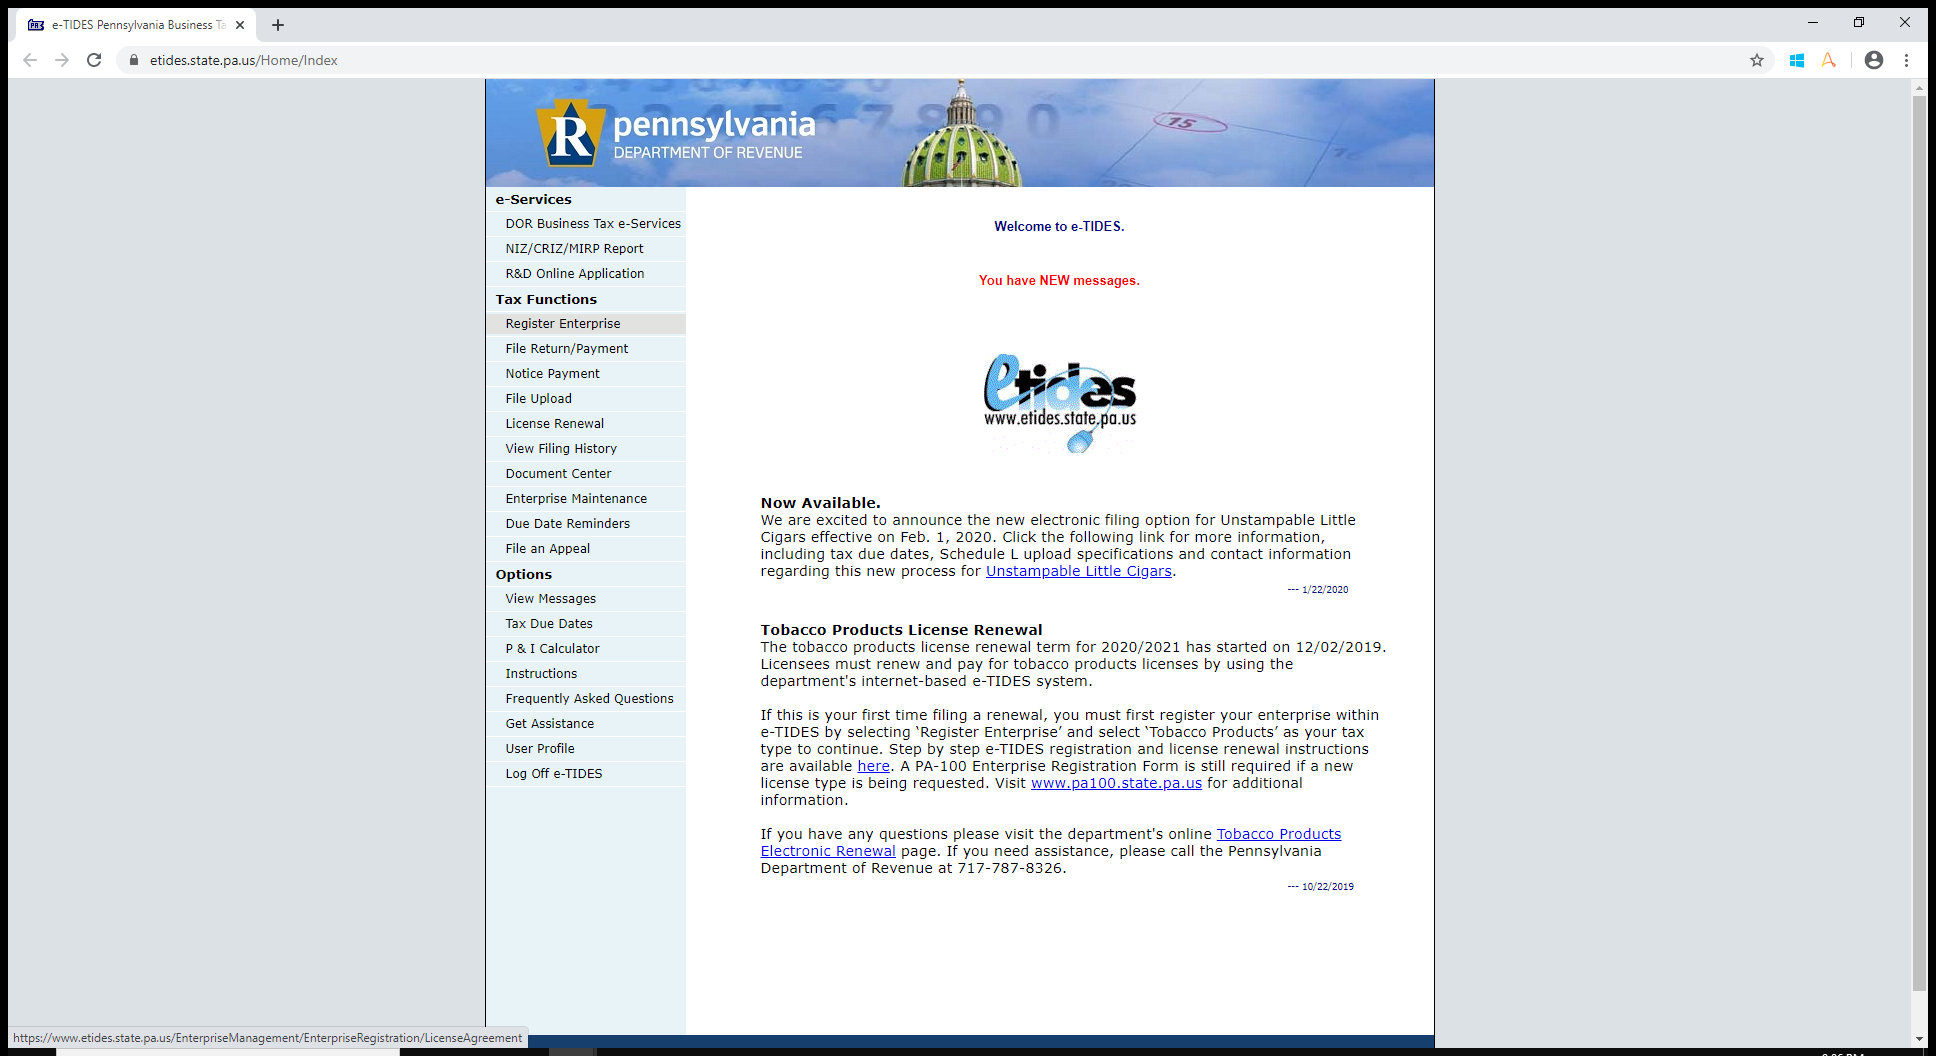 e-TIDES Pennsylvania Business Ta
etides.state.pa.us/Home/Index
R
pennsylvania
DEPARTMENT OF REVENUE
34567890
234567890
15
16
e-Services
DOR Business Tax e-Services
NIZ/CRIZ/MIRP Report
R&D Online Application
Tax Functions
Register Enterprise
File Return/Payment
Notice Payment
File Upload
License Renewal
View Filing History
Document Center
Enterprise Maintenance
Due Date Reminders
File an Appeal
Options
View Messages
Tax Due Dates
P & I Calculator
Instructions
Frequently Asked Questions
Get Assistance
User Profile
Log Off e-TIDES
Welcome to e-TIDES.
You have NEW messages.
etides
www.etides.state.pa.us
Now Available.
We are excited to announce the new electronic filing option for Unstampable Little
Cigars effective on Feb. 1, 2020. Click the following link for more information,
including tax due dates, Schedule L upload specifications and contact information
regarding this new process for Unstampable Little Cigars.
--- 1/22/2020
Tobacco Products License Renewal
The tobacco products license renewal term for 2020/2021 has started on 12/02/2019.
Licensees must renew and pay for tobacco products licenses by using the
department's internet-based e-TIDES system.
If this is your first time filing a renewal, you must first register your enterprise within
e-TIDES by selecting ‘Register Enterprise’ and select ‘Tobacco Products’ as your tax
type to continue. Step by step e-TIDES registration and license renewal instructions
are available here. A PA-100 Enterprise Registration Form is still required if a new
license type is being requested. Visit www.pa100.state.pa.us for additional
information.
If you have any questions please visit the department's online Tobacco Products
Electronic Renewal page. If you need assistance, please call the Pennsylvania
Department of Revenue at 717-787-8326.
--- 10/22/2019
https://www.etides.state.pa.us/EnterpriseManagement/EnterpriseRegistration/LicenseAgreement